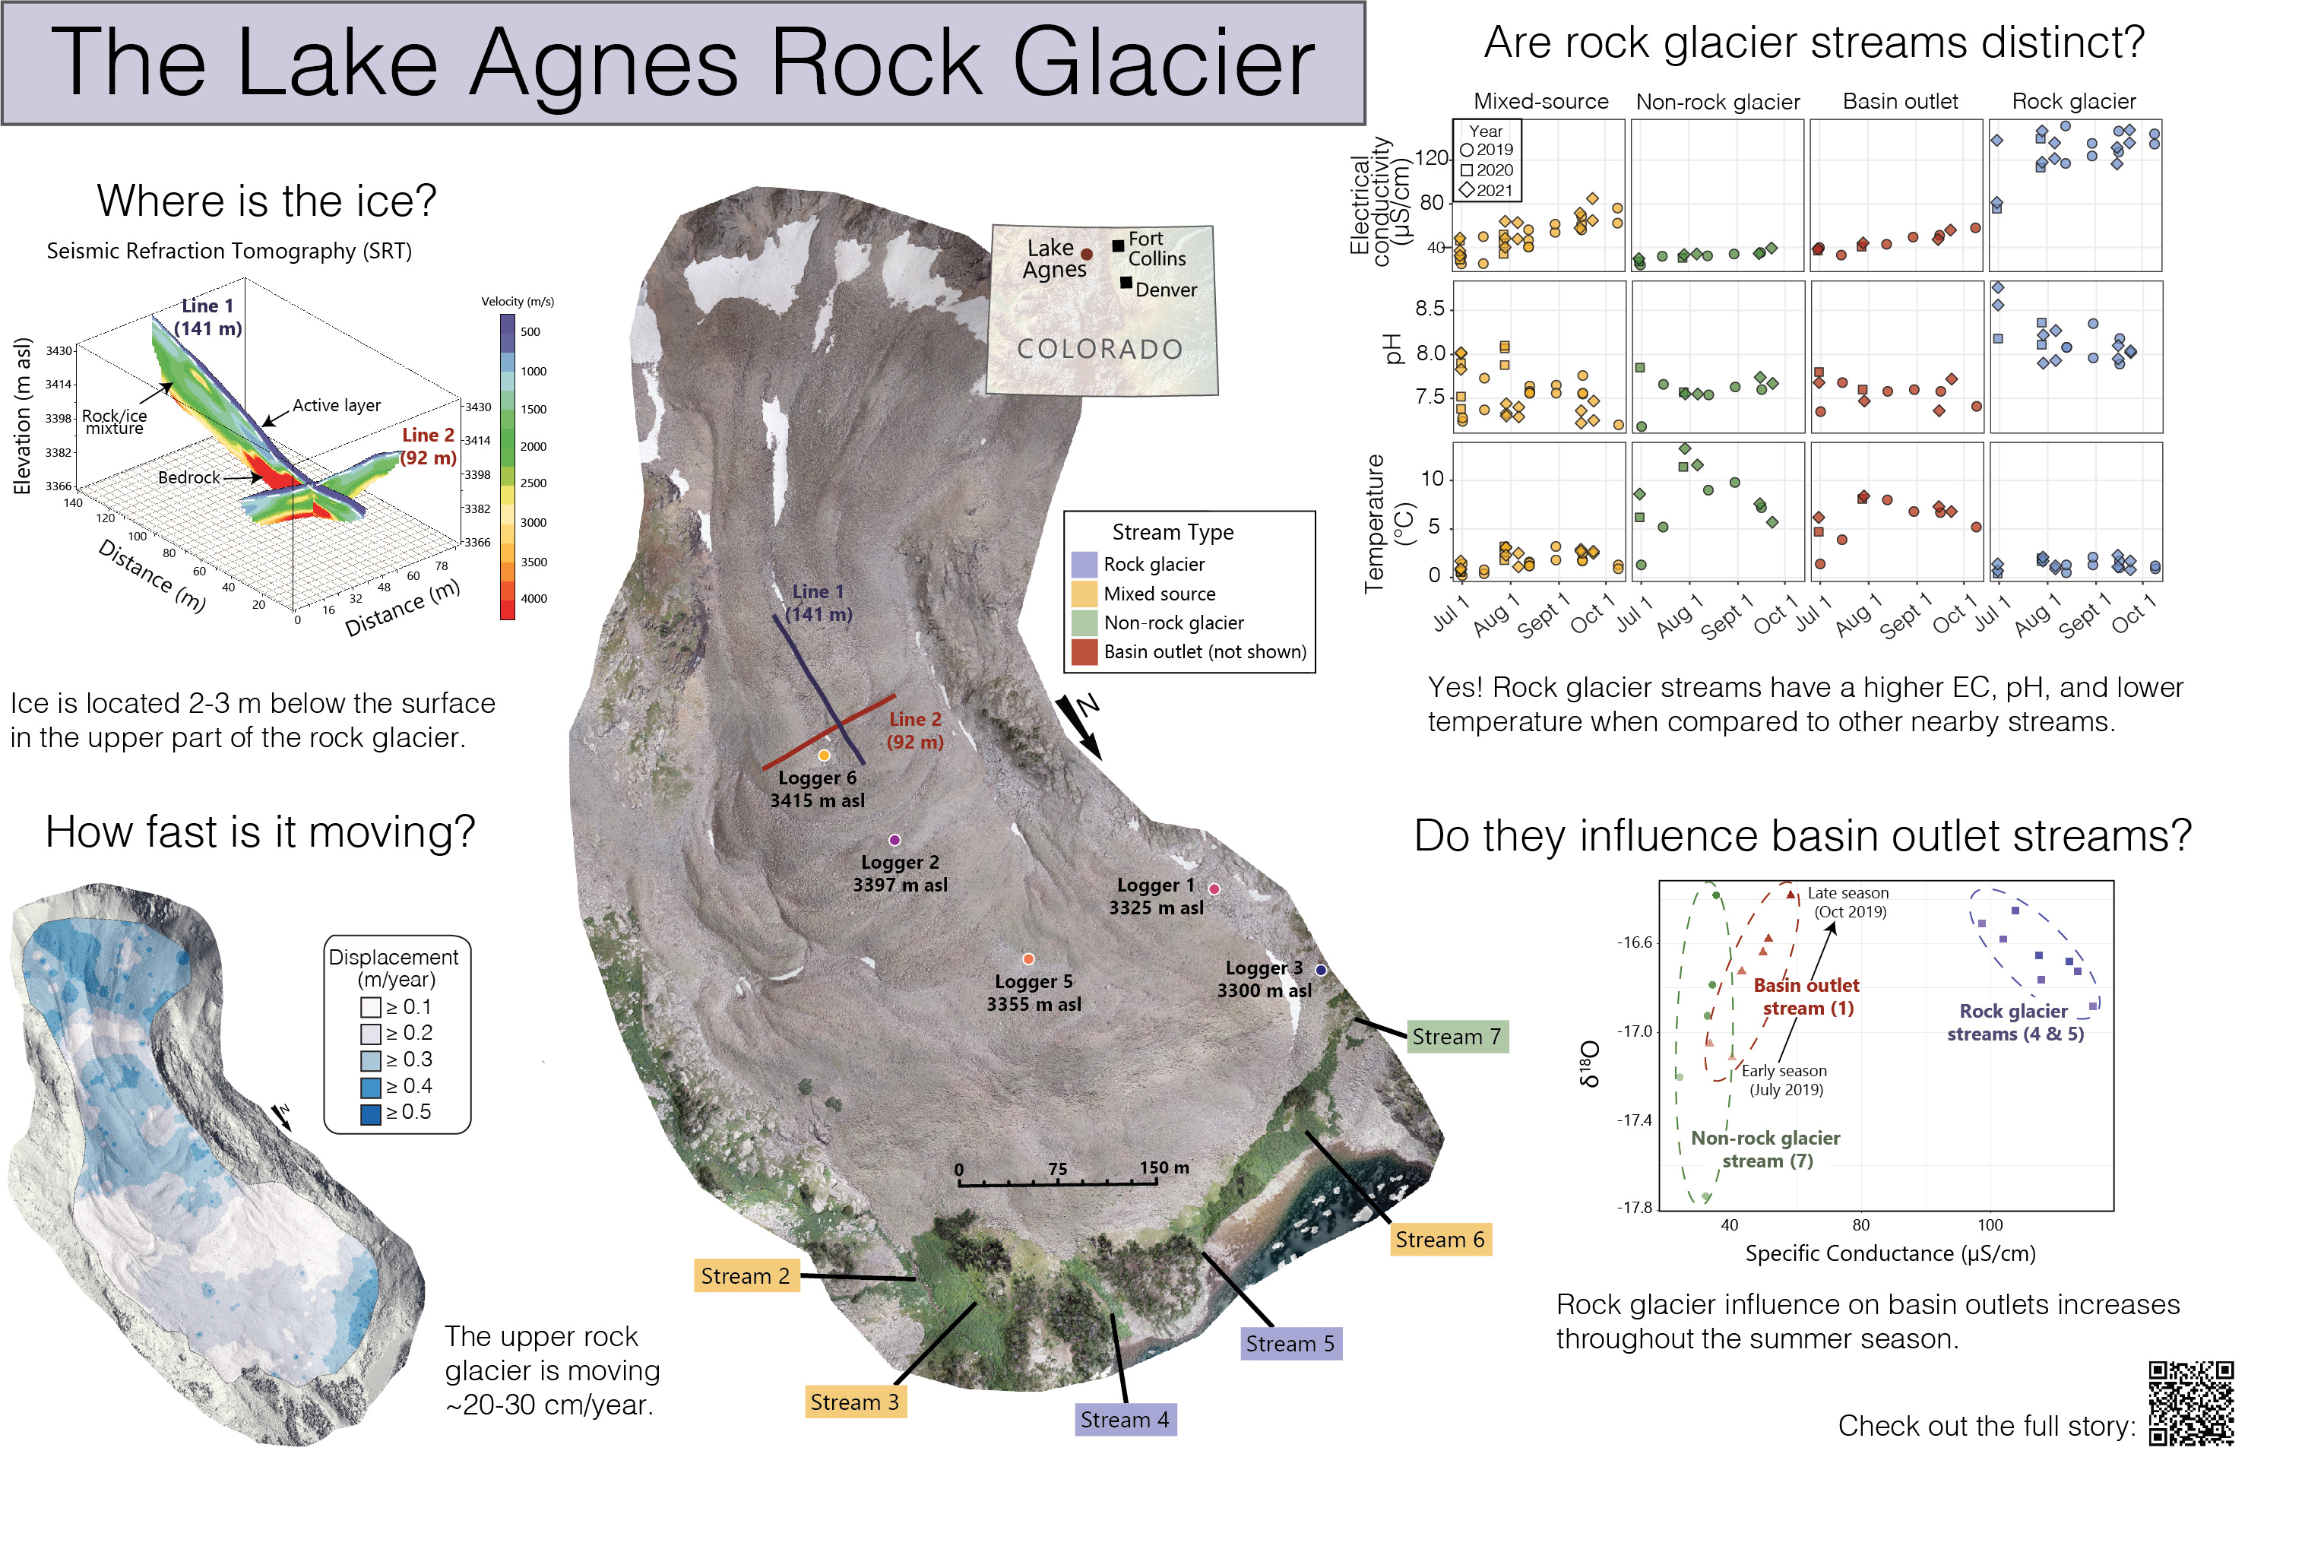 The Lake Agnes Rock Glacier
Where is the ice?
Seismic Refraction Tomography (SRT)
Line 1
(141 m)
Velocity (m/s)
500
1000
1500
2000
2500
3000
3500
4000
Elevation (m asl)
3430
3414
3398
3382
3366
Rock/ice
mixture
Active layer
Bedrock
Line 2
(92 m)
3430
3414
3398
3382
3366
140
120
100
80
60
40
20
0
16
32
48
60
78
Distance (m)
Distance (m)
Ice is located 2-3 m below the surface
in the upper part of the rock glacier.
How fast is it moving?
Displacement
(m/year)
≥ 0.1
≥ 0.2
≥ 0.3
≥ 0.4
≥ 0.5
N
The upper rock
glacier is moving
~20-30 cm/year.
Lake
Agnes
Fort
Collins
Denver
COLORADO
Stream Type
Rock glacier
Mixed source
Non-rock glacier
Basin outlet (not shown)
N
Line 1
(141 m)
Line 2
(92 m)
Logger 6
3415 m asl
Logger 2
3397 m asl
Logger 1
3325 m asl
Logger 5
3355 m asl
Logger 3
3300 m asl
0 75 150 m
Stream 7
Stream 6
Stream 5
Stream 4
Stream 3
Stream 2
Are rock glacier streams distinct?
Mixed-source Non-rock glacier Basin outlet Rock glacier
Year
2019
2020
2021
Electrical
conductivity
(µS/cm)
120
80
40
pH
8.5
8.0
7.5
Temperature
(°C)
10
5
0
Jul 1 Aug 1 Sept 1 Oct 1 Jul 1 Aug 1 Sept 1 Oct 1 Jul 1 Aug 1 Sept 1 Oct 1 Jul 1 Aug 1 Sept 1 Oct 1
Yes! Rock glacier streams have a higher EC, pH, and lower
temperature when compared to other nearby streams.
Do they influence basin outlet streams?
δ¹⁸O
-16.6
-17.0
-17.4
-17.8
Late season
(Oct 2019)
Basin outlet
stream (1)
Rock glacier
streams (4 & 5)
Early season
(July 2019)
Non-rock glacier
stream (7)
40 80 100
Specific Conductance (µS/cm)
Rock glacier influence on basin outlets increases
throughout the summer season.
Check out the full story: